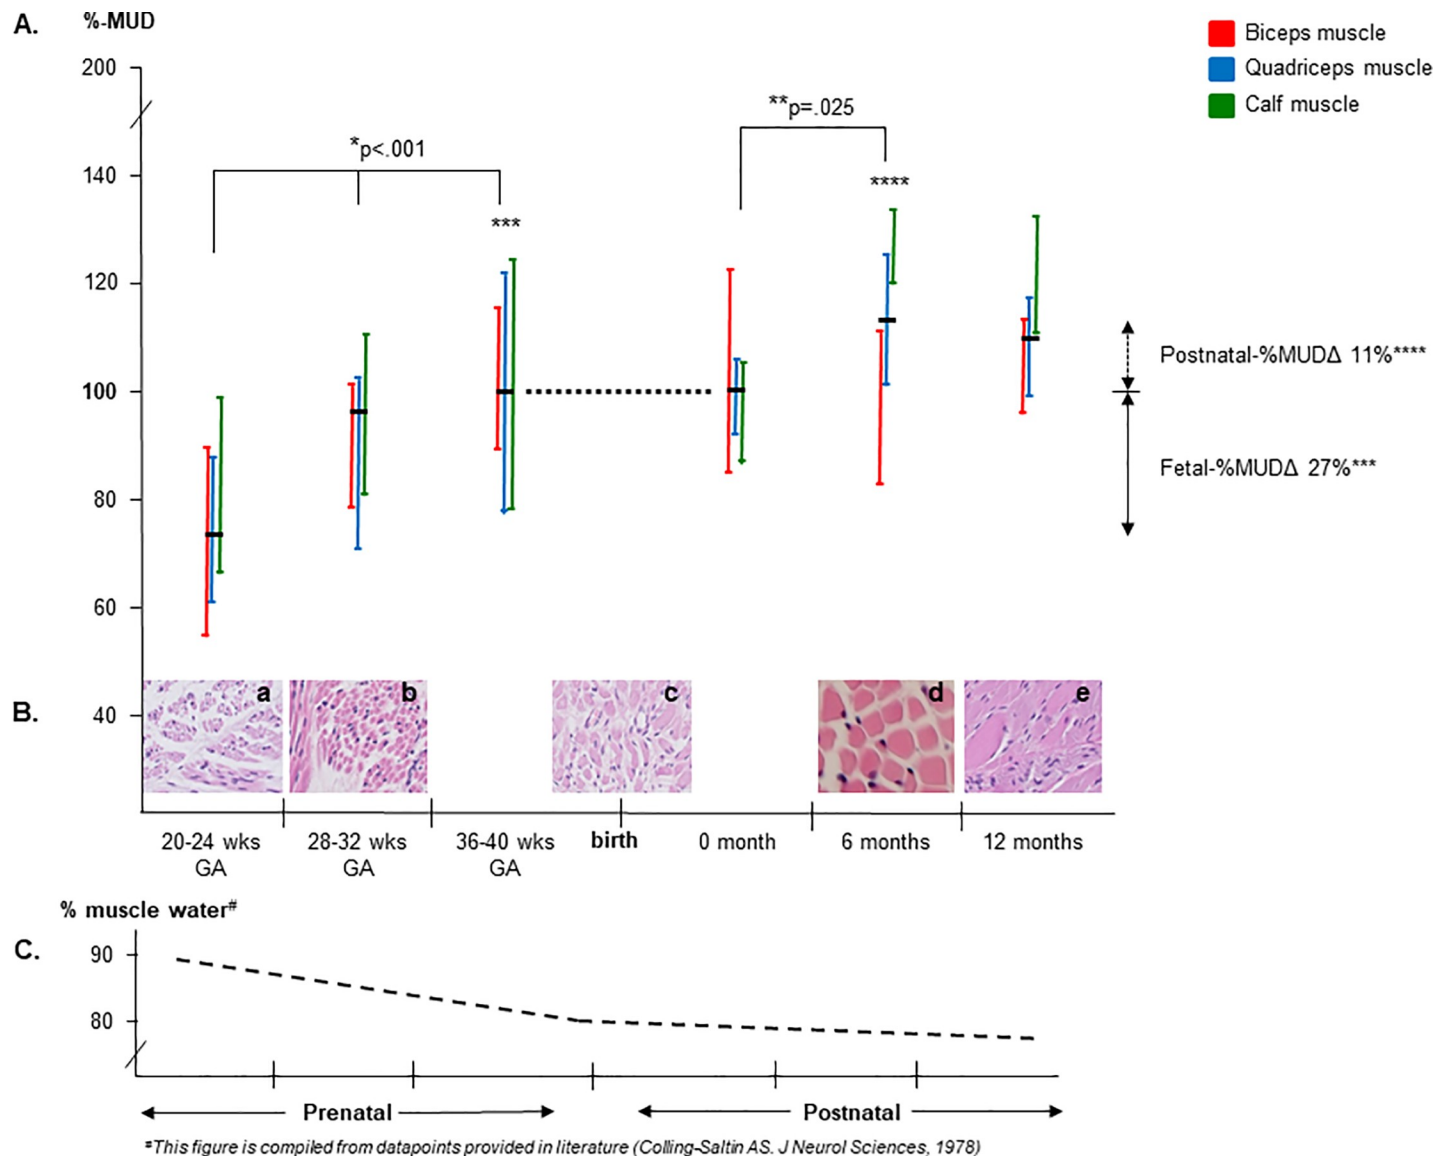 A.
%-MUD
Biceps muscle
Quadriceps muscle
Calf muscle
200
140
120
100
80
60
40
*p<.001
**p=.025
***
****
Postnatal-%MUDΔ 11%****
Fetal-%MUDΔ 27%***
B.
a
b
c
d
e
20-24 wks
GA
28-32 wks
GA
36-40 wks
GA
birth
0 month
6 months
12 months
% muscle water#
C.
90
80
Prenatal
Postnatal
#This figure is compiled from datapoints provided in literature (Colling-Saltin AS. J Neurol Sciences, 1978)